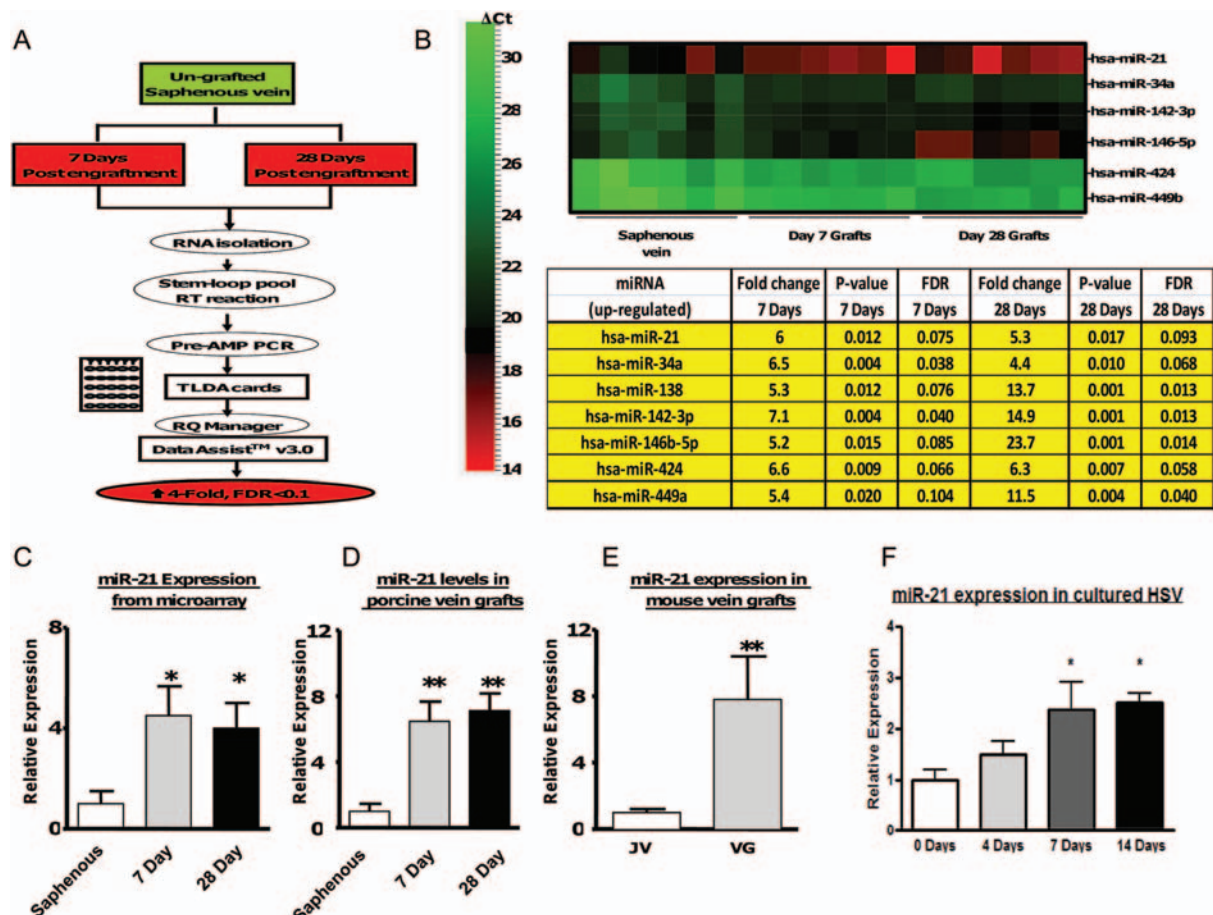 A
Un-grafted
Saphenous vein
7 Days
Post engraftment
28 Days
Post engraftment
RNA isolation
Stem-loop pool
RT reaction
Pre-AMP PCR
TLDA cards
RQ Manager
Data Assist™ v3.0
⬆ 4-Fold, FDR<0.1
B
ΔCt
30
28
26
24
22
20
18
16
14
hsa-miR-21
hsa-miR-34a
hsa-miR-142-3p
hsa-miR-146-5p
hsa-miR-424
hsa-miR-449b
Saphenous
vein
Day 7 Grafts
Day 28 Grafts
miRNA Fold change P-value FDR Fold change P-value FDR
(up-regulated) 7 Days 7 Days 7 Days 28 Days 28 Days 28 Days
hsa-miR-21 6 0.012 0.075 5.3 0.017 0.093
hsa-miR-34a 6.5 0.004 0.038 4.4 0.010 0.068
hsa-miR-138 5.3 0.012 0.076 13.7 0.001 0.013
hsa-miR-142-3p 7.1 0.004 0.040 14.9 0.001 0.013
hsa-miR-146b-5p 5.2 0.015 0.085 23.7 0.001 0.014
hsa-miR-424 6.6 0.009 0.066 6.3 0.007 0.058
hsa-miR-449a 5.4 0.020 0.104 11.5 0.004 0.040
C
miR-21 Expression
from microarray
Relative Expression
8
4
0
*
*
Saphenous
7 Day
28 Day
D
miR-21 levels in
porcine vein grafts
Relative Expression
12
8
4
0
**
**
Saphenous
7 Day
28 Day
E
miR-21 expression in
mouse vein grafts
Relative Expression
12
8
4
0
**
JV
VG
F
miR-21 expression in cultured HSV
Relative Expression
4
3
2
1
0
*
*
0 Days
4 Days
7 Days
14 Days